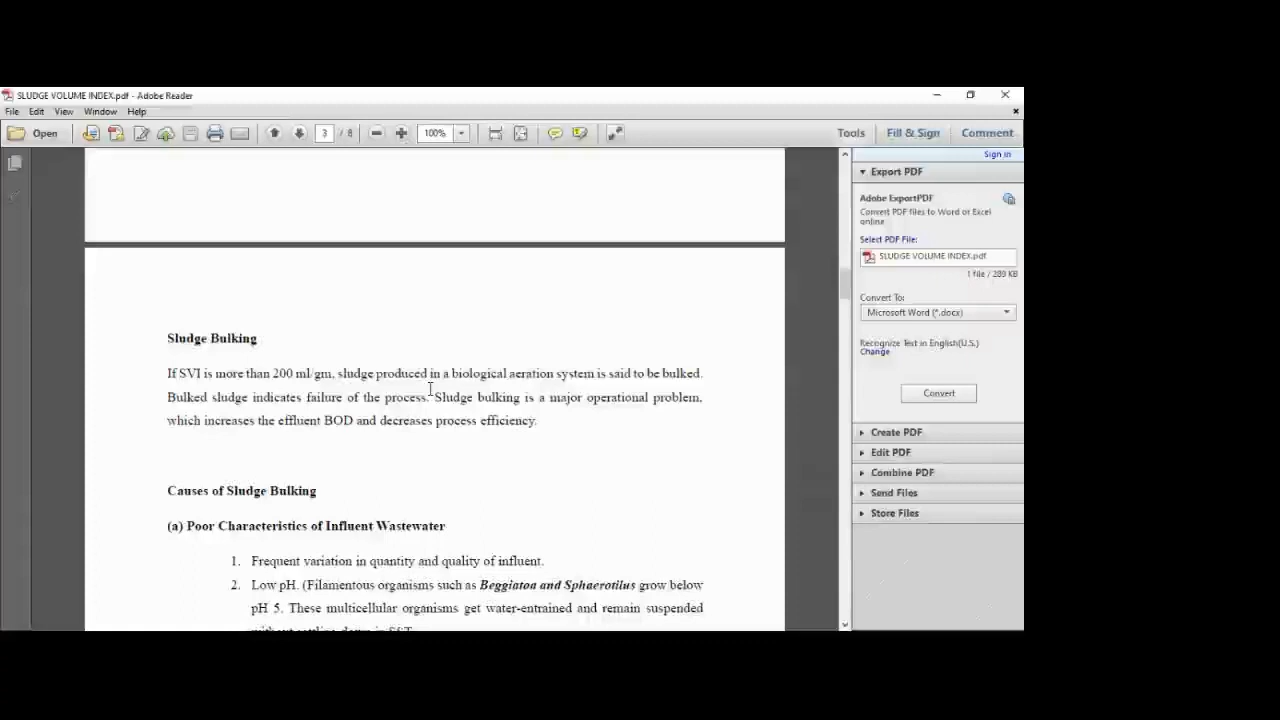 SLUDGE VOLUME INDEX.pdf - Adobe Reader
File Edit View Window Help
Open 3 / 8 100% Tools Fill & Sign Comment
Sign In
Export PDF
Adobe ExportPDF
Convert PDF files to Word or Excel
online
Select PDF File:
SLUDGE VOLUME INDEX.pdf
1 file / 289 KB
Convert To:
Microsoft Word (*.docx)
Recognize Text in English(U.S.)
Change
Convert
Create PDF
Edit PDF
Combine PDF
Send Files
Store Files
Sludge Bulking
If SVI is more than 200 ml/gm, sludge produced in a biological aeration system is said to be bulked.
Bulked sludge indicates failure of the process. Sludge bulking is a major operational problem,
which increases the effluent BOD and decreases process efficiency.
Causes of Sludge Bulking
(a) Poor Characteristics of Influent Wastewater
1. Frequent variation in quantity and quality of influent.
2. Low pH. (Filamentous organisms such as Beggiatoa and Sphaerotilus grow below
pH 5. These multicellular organisms get water-entrained and remain suspended
without settling down in SST